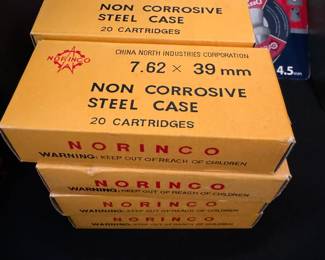 NON CORROSIVE
STEEL CASE
20 CARTRIDGES
NORINCO
CHINA NORTH INDUSTRIES CORPORATION
7.62 × 39 mm
NON CORROSIVE
STEEL CASE
20 CARTRIDGES
NORINCO
WARNING: KEEP OUT OF REACH OF CHILDREN
NORINCO
WARNING: KEEP OUT OF REACH OF CHILDREN
NORINCO
WARNING: KEEP OUT OF REACH OF CHILDREN
NORINCO
4.5mm